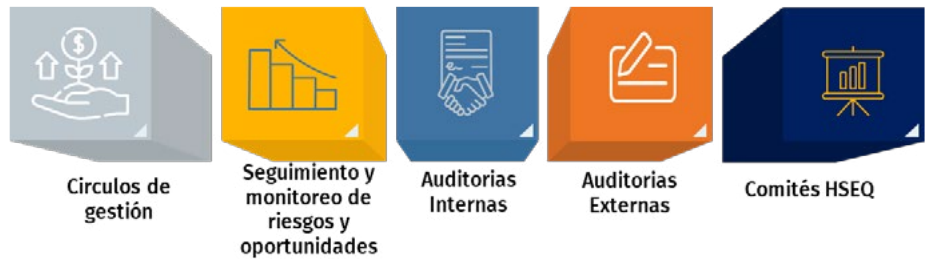 $
Circulos de
gestión
Seguimiento y
monitoreo de
riesgos y
oportunidades
Auditorias
Internas
Auditorias
Externas
Comités HSEQ